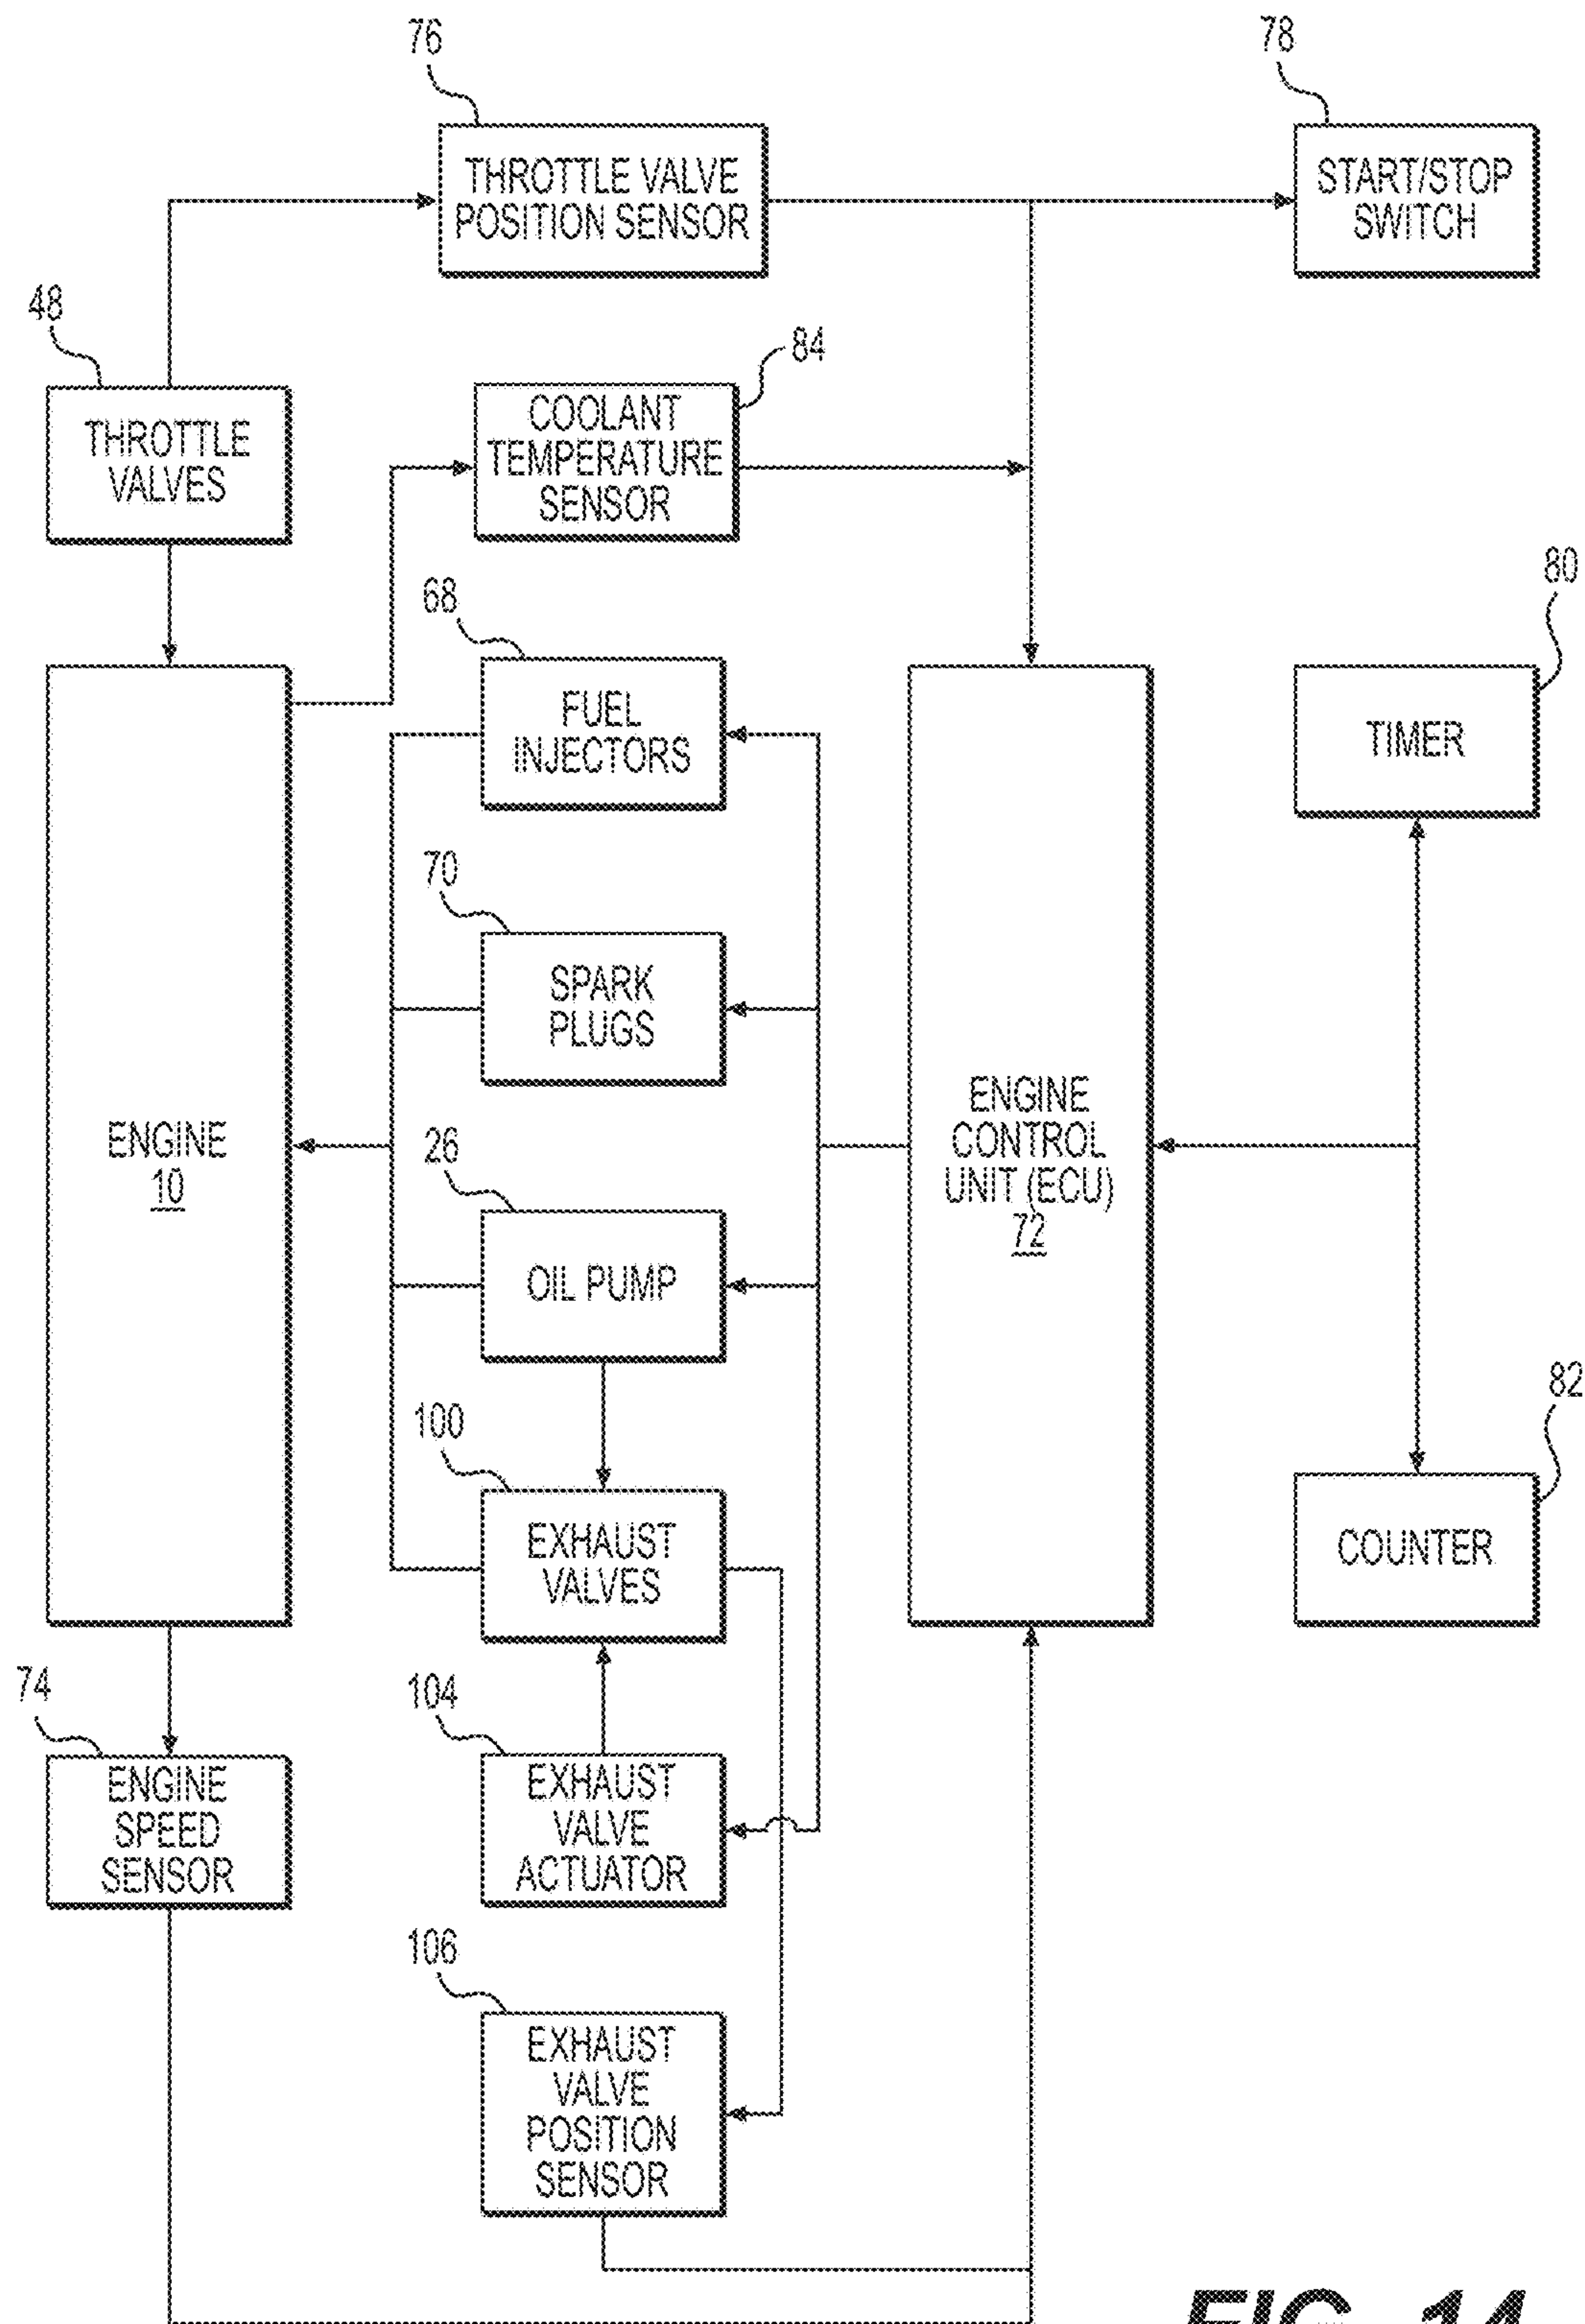 76
78
THROTTLE VALVE
POSITION SENSOR
START/STOP
SWITCH
48
84
THROTTLE
VALVES
COOLANT
TEMPERATURE
SENSOR
80
68
FUEL
INJECTORS
TIMER
70
SPARK
PLUGS
ENGINE
10
ENGINE
CONTROL
UNIT (ECU)
72
26
OIL PUMP
82
100
EXHAUST
VALVES
COUNTER
74
104
ENGINE
SPEED
SENSOR
EXHAUST
VALVE
ACTUATOR
106
EXHAUST
VALVE
POSITION
SENSOR
FIG. 14